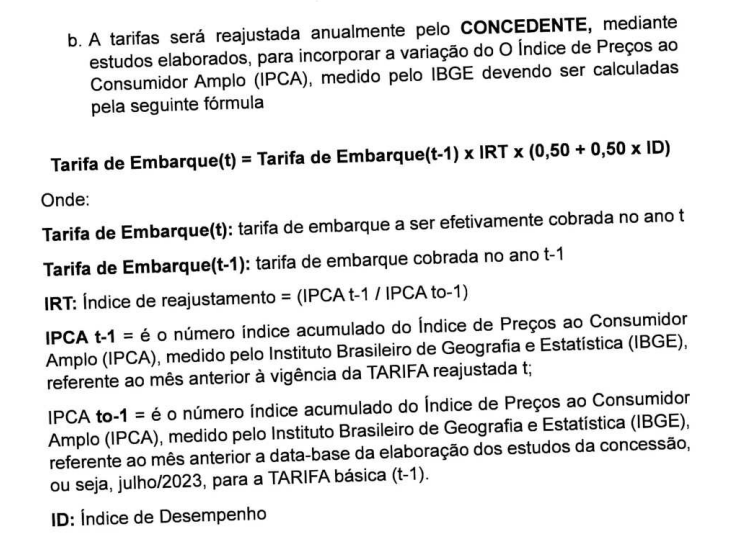 b. A tarifas será reajustada anualmente pelo CONCEDENTE, mediante
estudos elaborados, para incorporar a variação do O Índice de Preços ao
Consumidor Amplo (IPCA), medido pelo IBGE devendo ser calculadas
pela seguinte fórmula
Tarifa de Embarque(t) = Tarifa de Embarque(t-1) x IRT x (0,50 + 0,50 x ID)
Onde:
Tarifa de Embarque(t): tarifa de embarque a ser efetivamente cobrada no ano t
Tarifa de Embarque(t-1): tarifa de embarque cobrada no ano t-1
IRT: Índice de reajustamento = (IPCA t-1 / IPCA to-1)
IPCA t-1 = é o número índice acumulado do Índice de Preços ao Consumidor
Amplo (IPCA), medido pelo Instituto Brasileiro de Geografia e Estatística (IBGE),
referente ao mês anterior à vigência da TARIFA reajustada t;
IPCA to-1 = é o número índice acumulado do Índice de Preços ao Consumidor
Amplo (IPCA), medido pelo Instituto Brasileiro de Geografia e Estatística (IBGE),
referente ao mês anterior a data-base da elaboração dos estudos da concessão,
ou seja, julho/2023, para a TARIFA básica (t-1).
ID: Índice de Desempenho